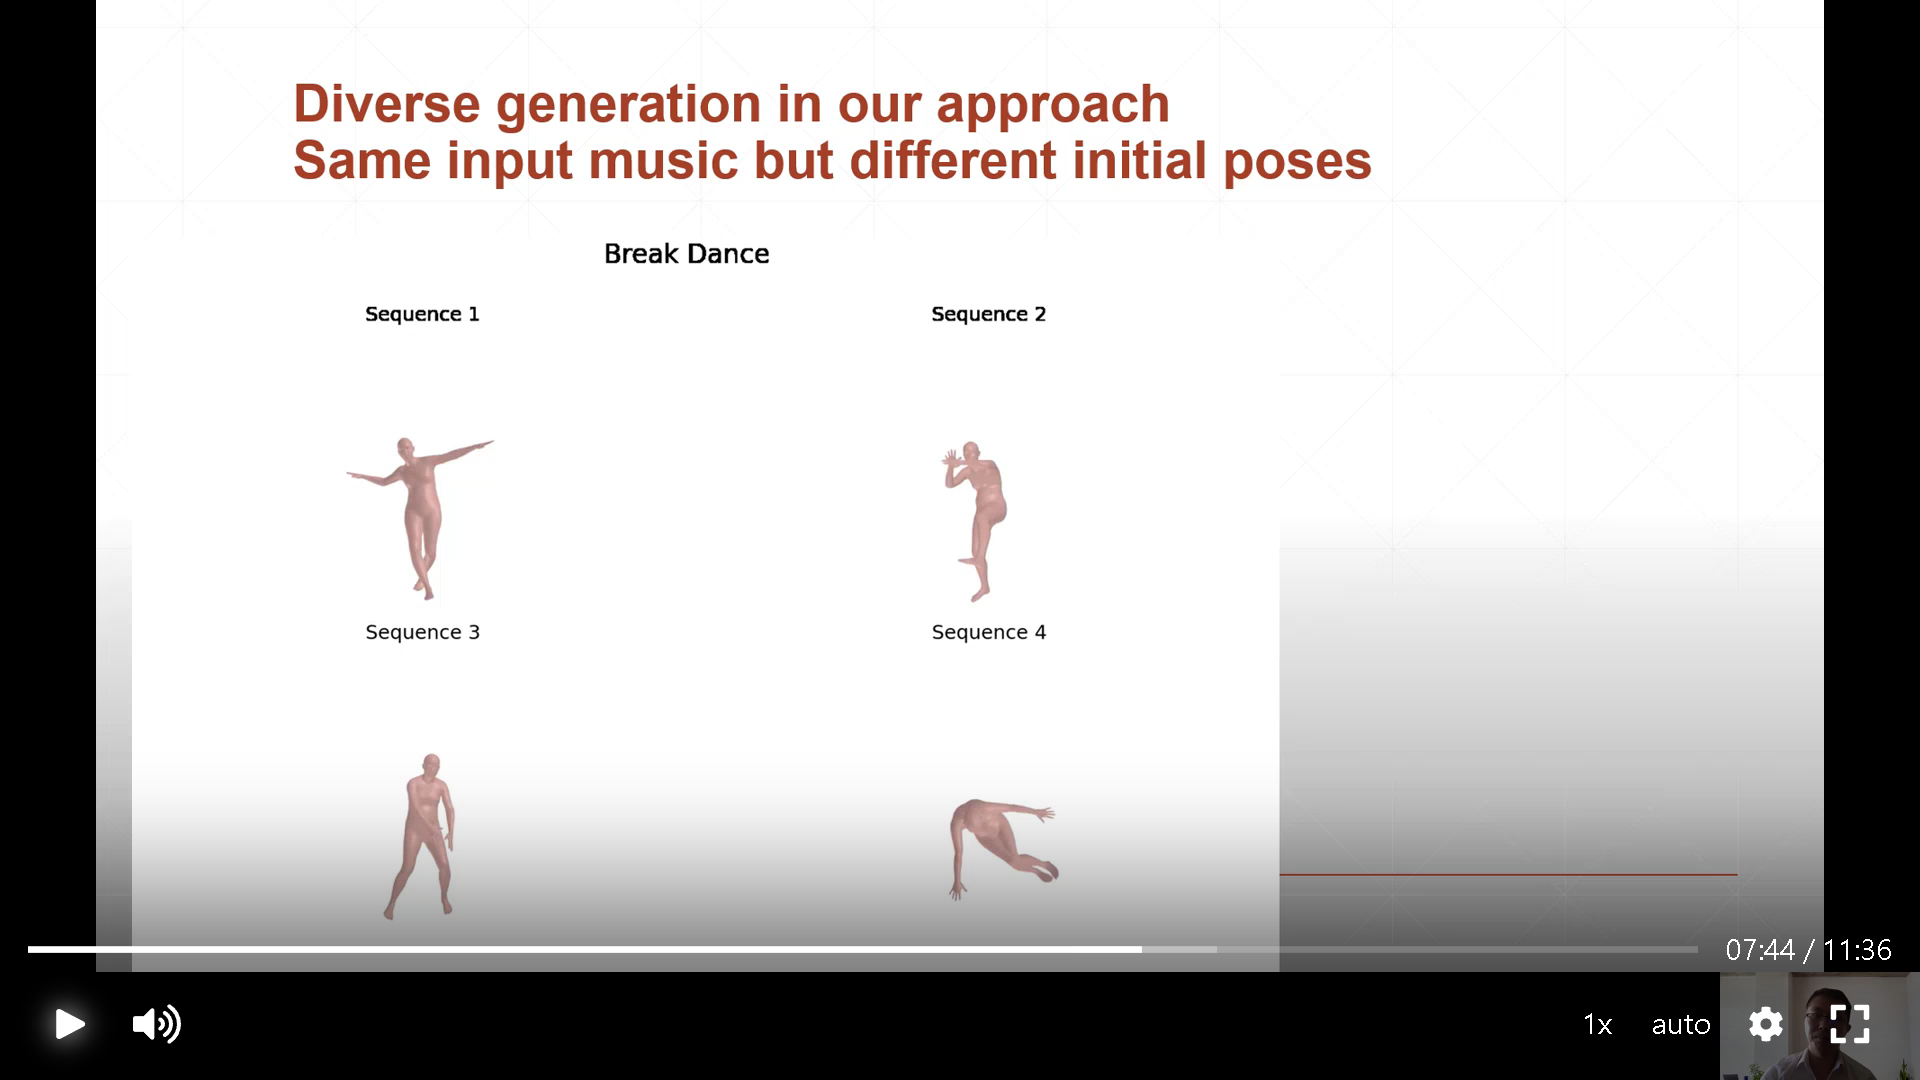 Diverse generation in our approach
Same input music but different initial poses
Break Dance
Sequence 1
Sequence 2
Sequence 3
Sequence 4
07:44 / 11:36
1x
auto